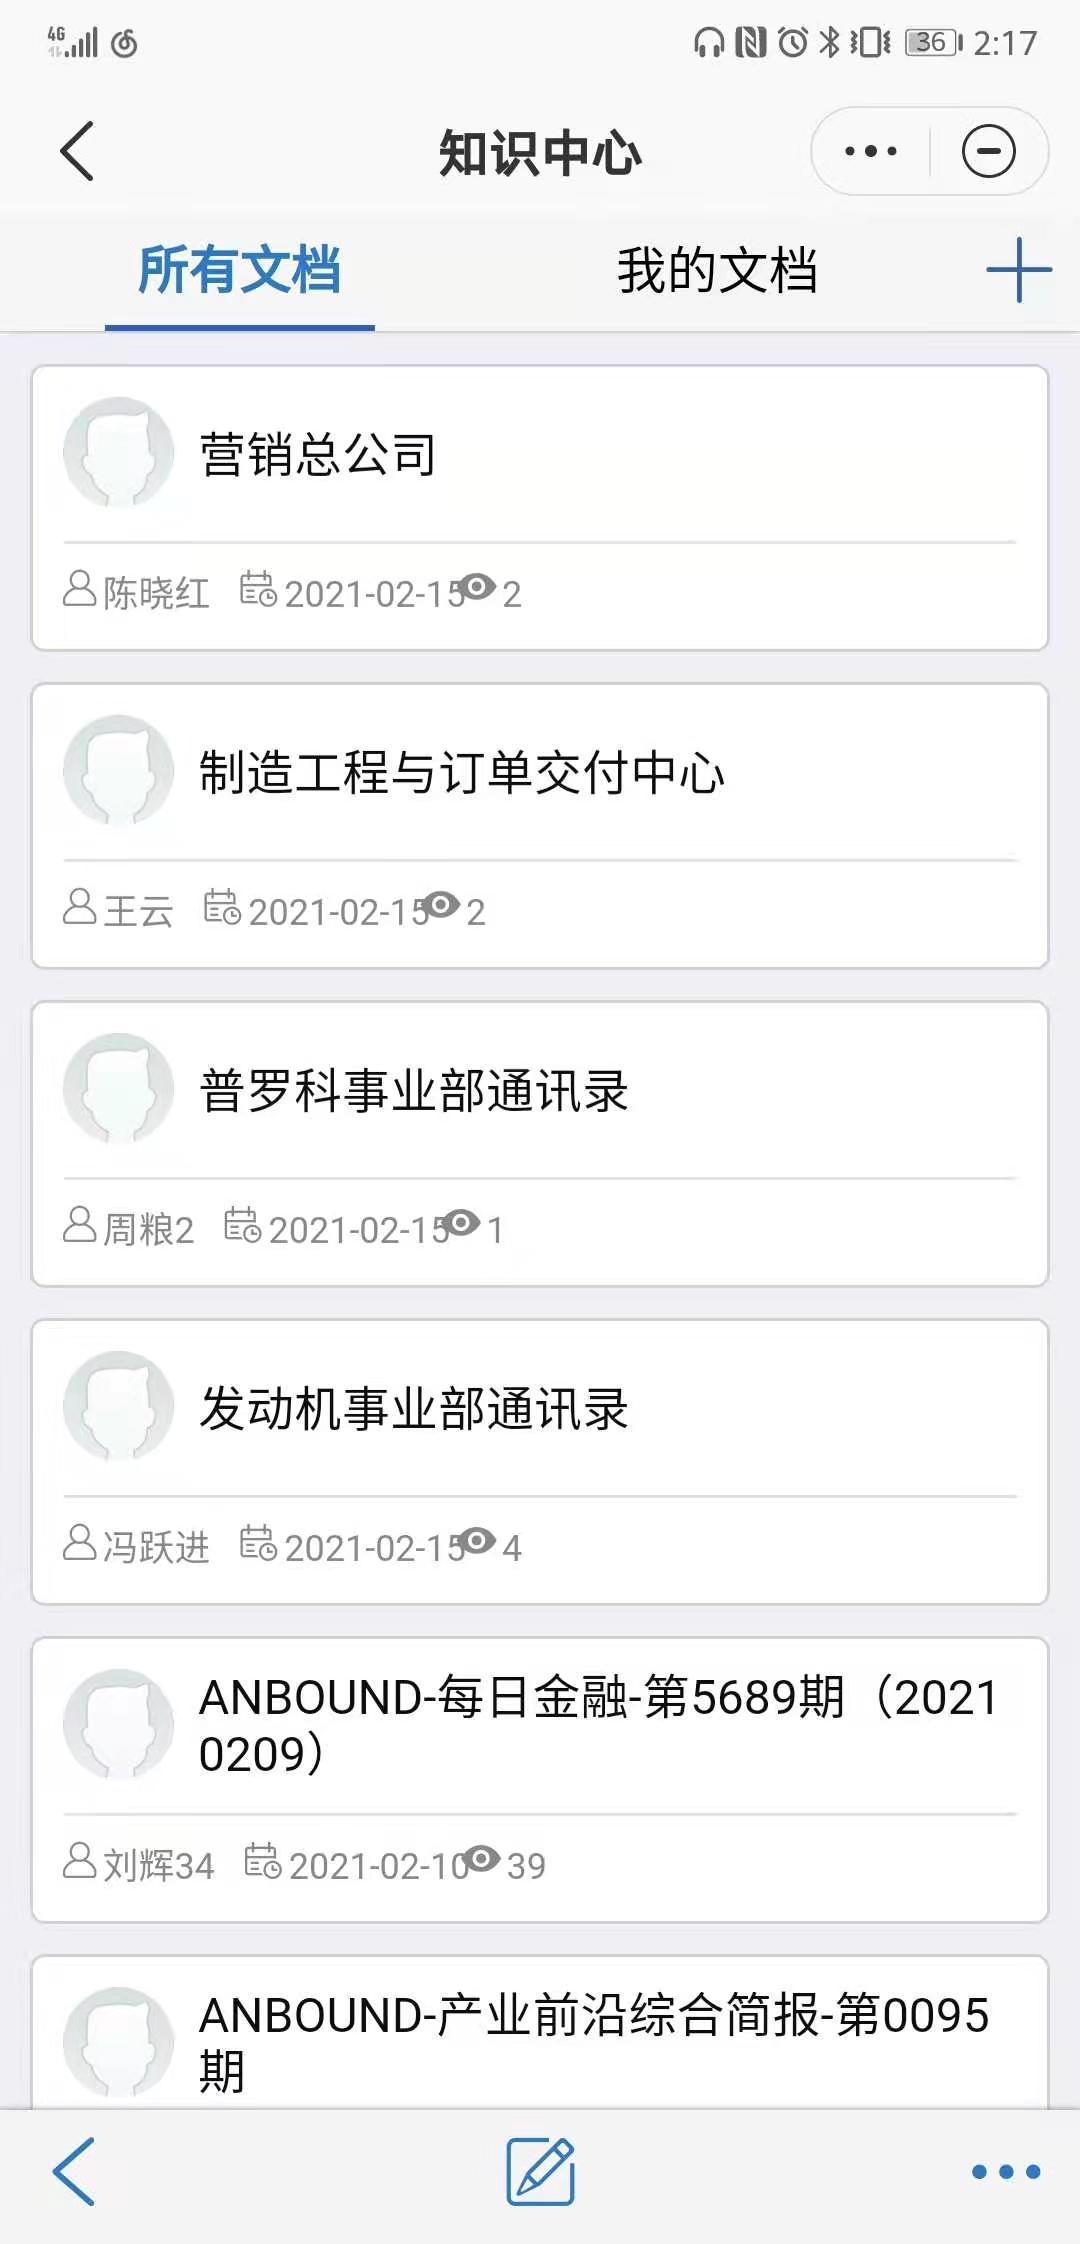 4G 36 2:17
知识中心
所有文档 我的文档
营销总公司
陈晓红 2021-02-15 2
制造工程与订单交付中心
王云 2021-02-15 2
普罗科事业部通讯录
周粮2 2021-02-15 1
发动机事业部通讯录
冯跃进 2021-02-15 4
ANBOUND-每日金融-第5689期（2021
0209）
刘辉34 2021-02-10 39
ANBOUND-产业前沿综合简报-第0095
期